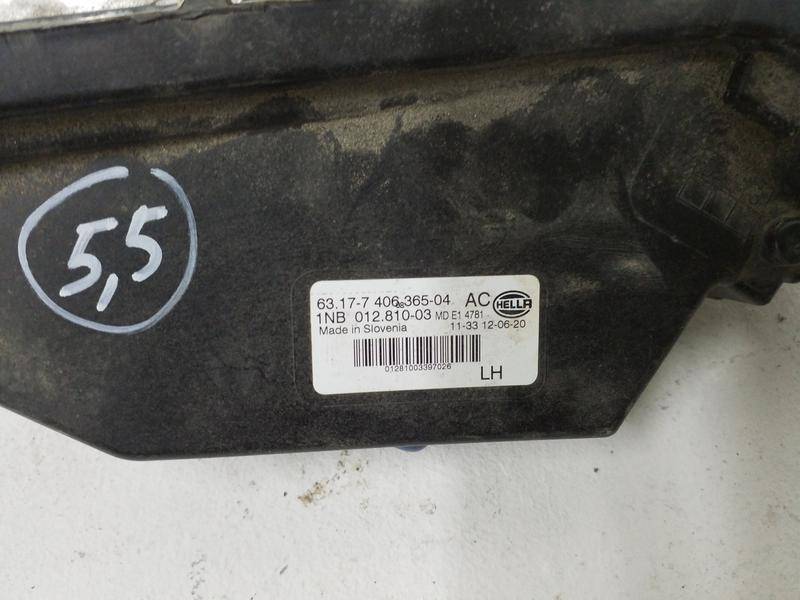 5,5
63.17-7 406.365-04 AC HELLA
1NB 012.810-03 MD E1 4781
Made in Slovenia 11-33 12-06-20
01281003397026
LH